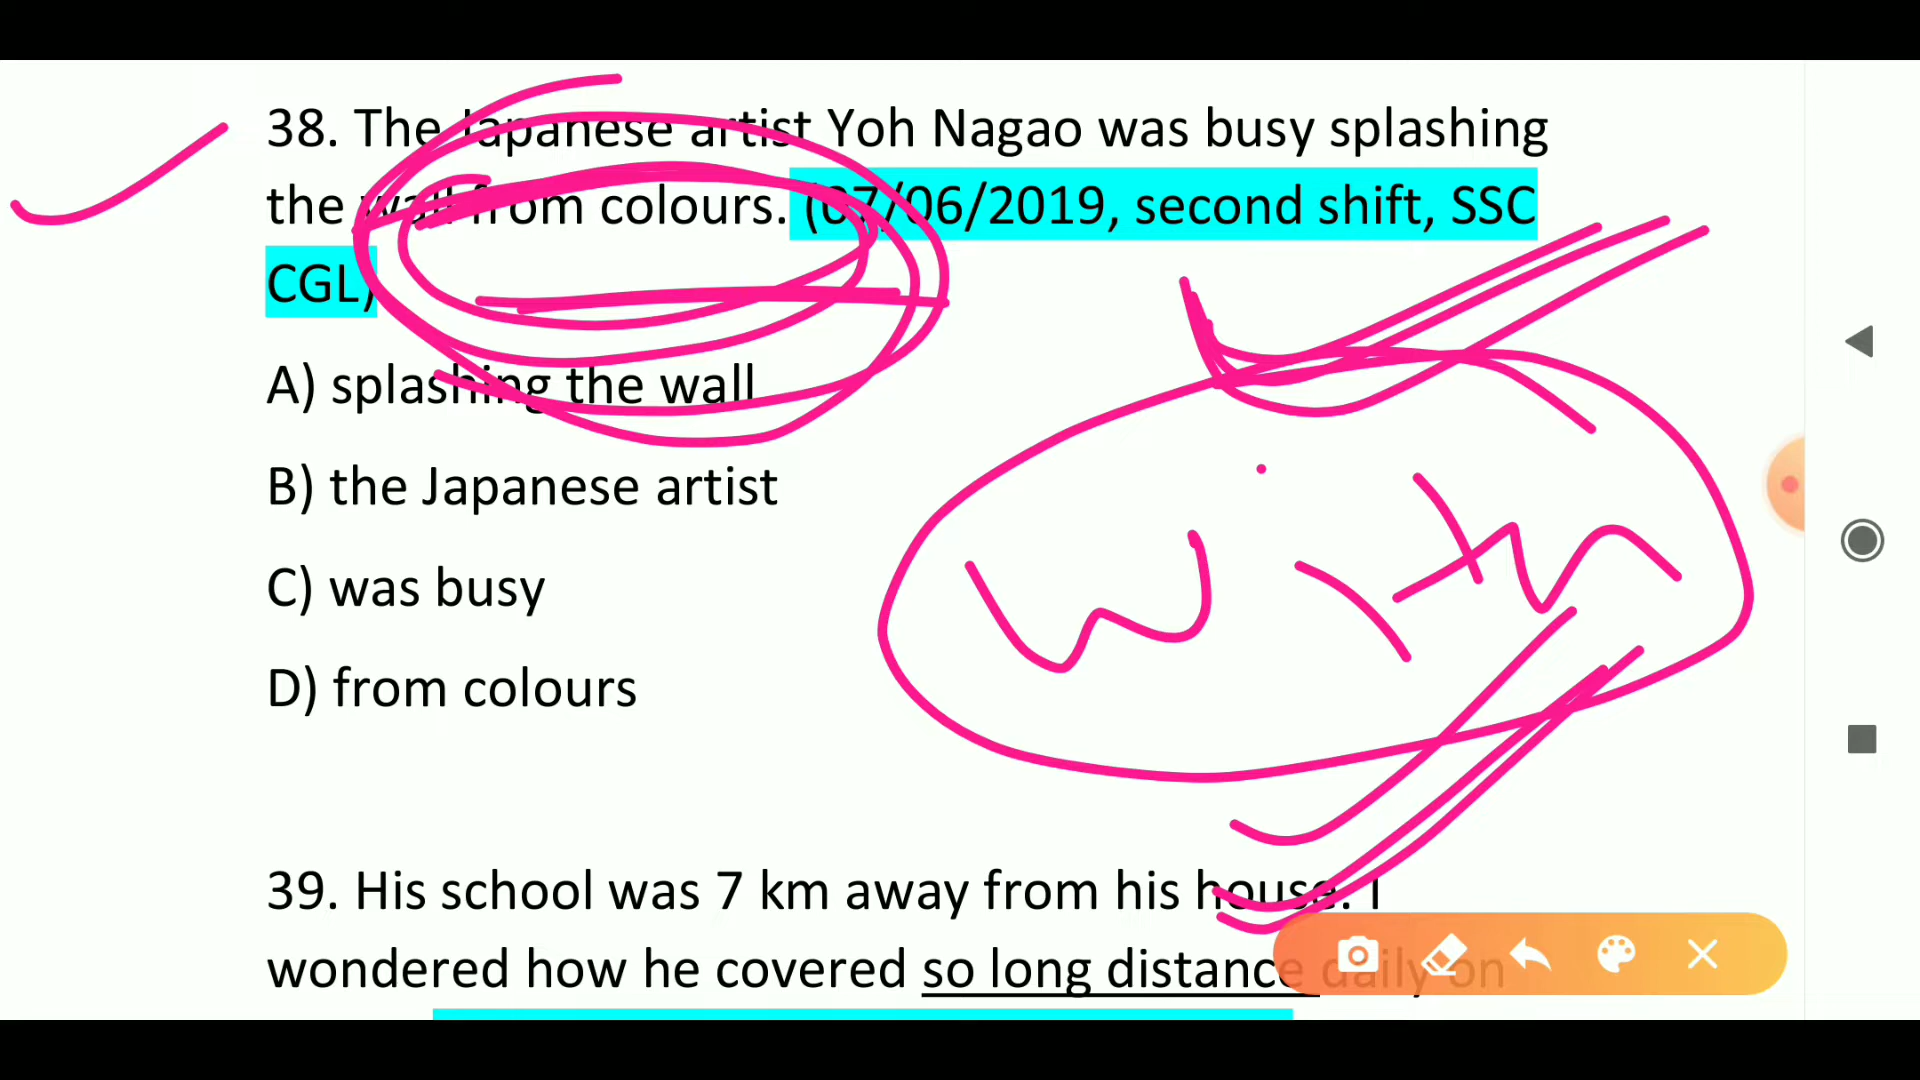 38. The Japanese artist Yoh Nagao was busy splashing
the wall from colours. (07/06/2019, second shift, SSC
CGL)
A) splashing the wall
B) the Japanese artist
C) was busy
D) from colours
with
39. His school was 7 km away from his house. I
wondered how he covered so long distance daily on